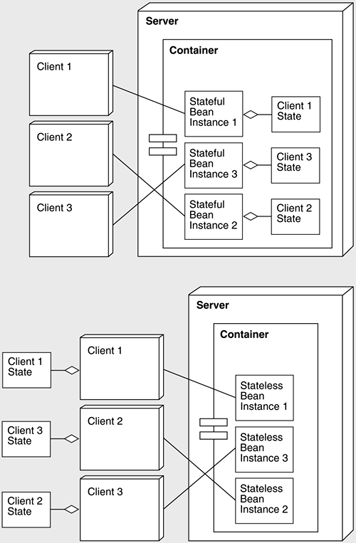 Server
Container
Client 1
Stateful
Bean
Instance 1
Client 1
State
Client 2
Stateful
Bean
Instance 3
Client 3
State
Client 3
Stateful
Bean
Instance 2
Client 2
State
Server
Container
Client 1
State
Client 1
Stateless
Bean
Instance 1
Client 3
State
Client 2
Stateless
Bean
Instance 3
Client 2
State
Client 3
Stateless
Bean
Instance 2